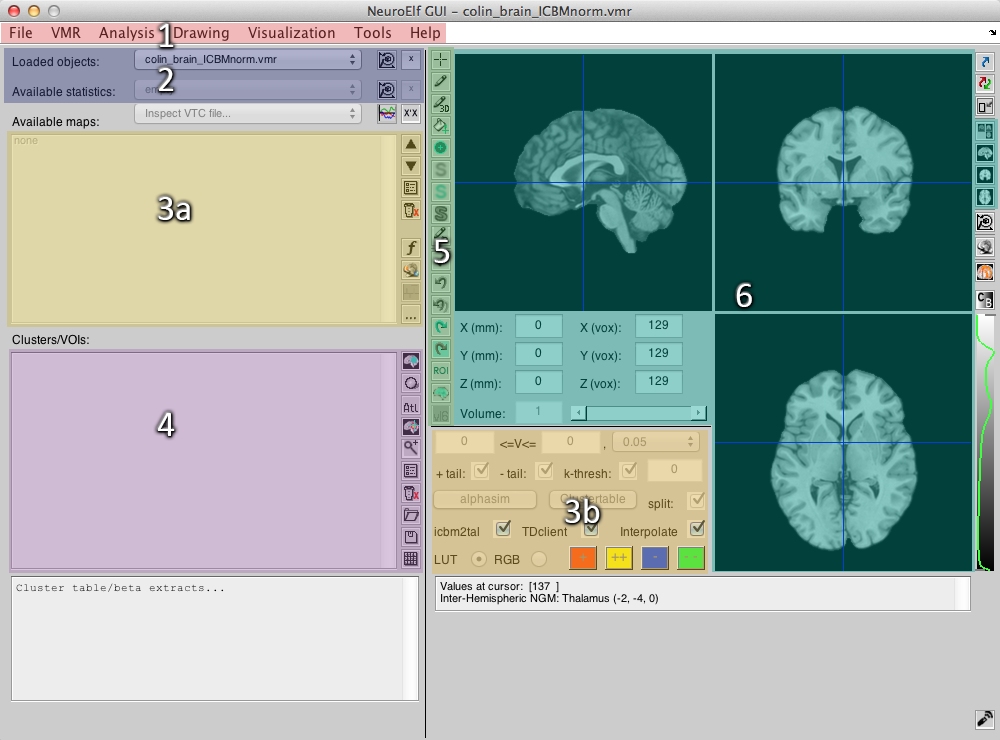 NeuroElf GUI - colin_brain_ICBMnorm.vmr
File VMR Analysis Drawing Visualization Tools Help
1
Loaded objects: colin_brain_ICBMnorm.vmr x
2
Available statistics: x
Available maps: Inspect VTC file... X'X
none
3a
f
...
Clusters/VOIs:
4
Atl
Cluster table/beta extracts...
3D
S
S
S
5
ROI
6
C B
X (mm): 0 X (vox): 129
Y (mm): 0 Y (vox): 129
Z (mm): 0 Z (vox): 129
Volume: 1
0 <=V<= 0 , 0.05
+ tail: - tail: k-thresh: 0
alphasim Clustertable split:
3b
icbm2tal TDclient Interpolate
LUT RGB + ++ - --
Values at cursor: [137 ]
Inter-Hemispheric NGM: Thalamus (-2, -4, 0)